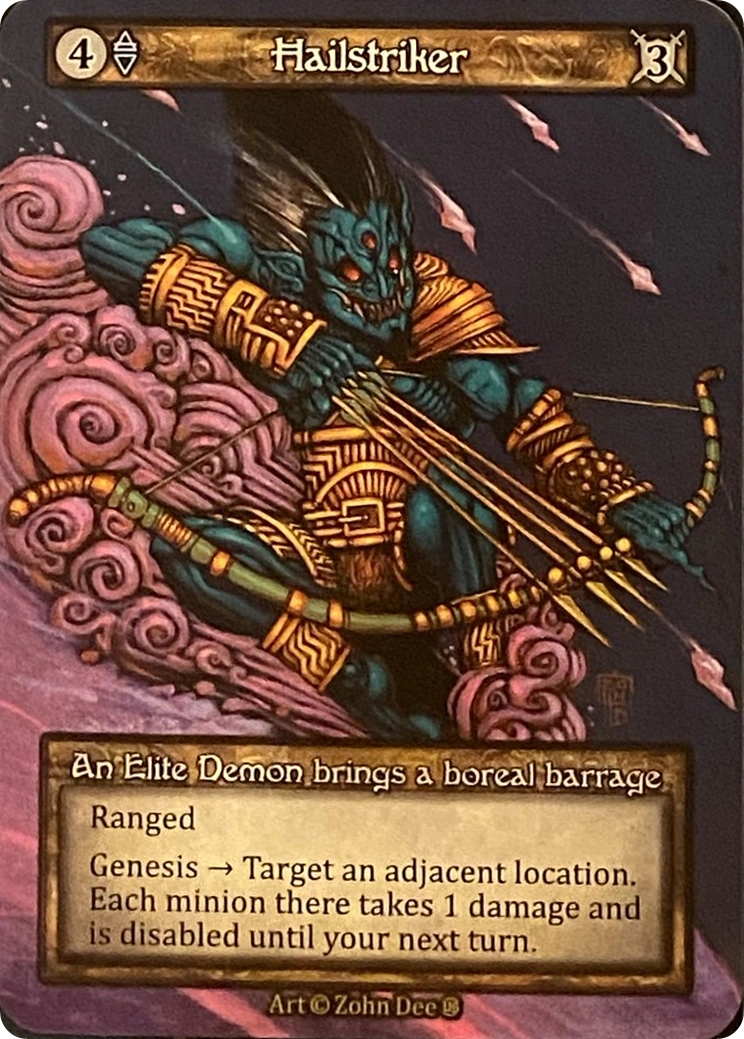 4 Hailstriker 3
An Elite Demon brings a boreal barrage
Ranged
Genesis → Target an adjacent location.
Each minion there takes 1 damage and
is disabled until your next turn.
Art © Zohn Dee